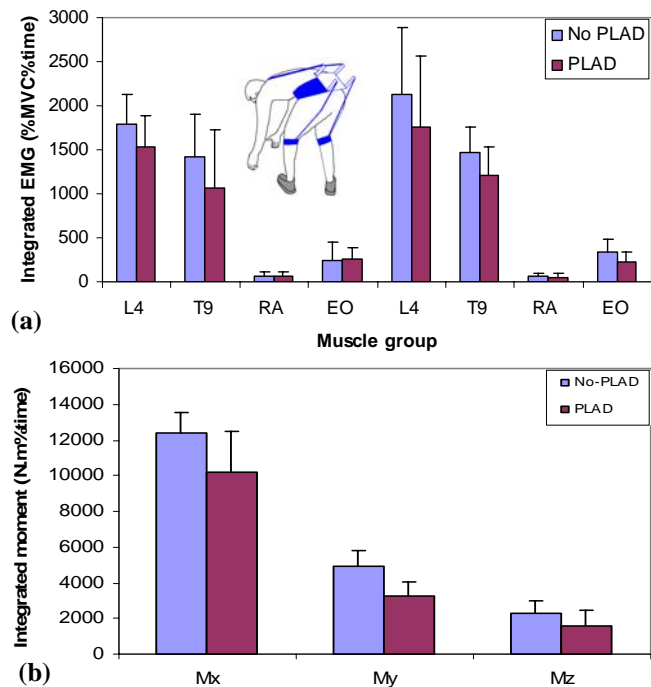 Integrated EMG (%MVC%time)
3000
2500
2000
1500
1000
500
0
No PLAD
PLAD
L4 T9 RA EO L4 T9 RA EO
Muscle group
(a)
Integrated moment (N.m%time)
16000
14000
12000
10000
8000
6000
4000
2000
0
No-PLAD
PLAD
Mx My Mz
(b)